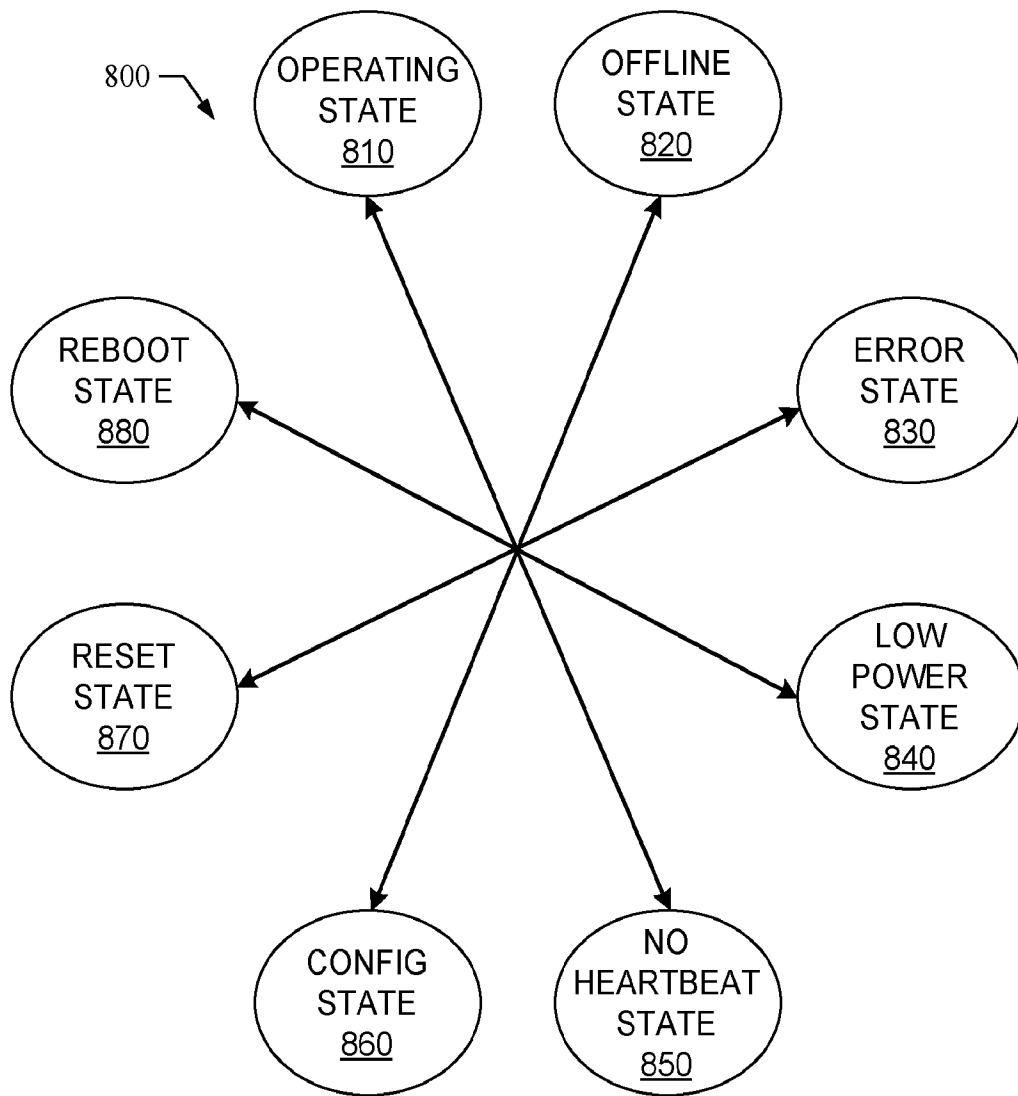 800
OPERATING
STATE
810
OFFLINE
STATE
820
REBOOT
STATE
880
ERROR
STATE
830
RESET
STATE
870
LOW
POWER
STATE
840
CONFIG
STATE
860
NO
HEARTBEAT
STATE
850